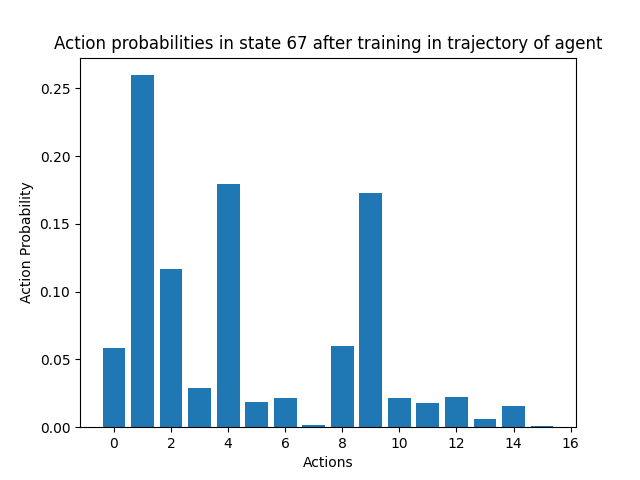 Action probabilities in state 67 after training in trajectory of agent
0.25
0.20
0.15
0.10
0.05
0.00
Action Probability
0 2 4 6 8 10 12 14 16
Actions